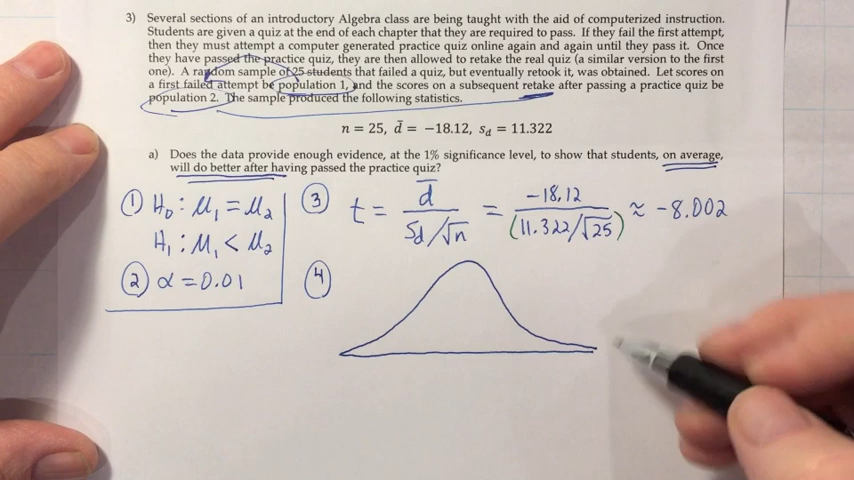 3) Several sections of an introductory Algebra class are being taught with the aid of computerized instruction.
Students are given a quiz at the end of each chapter that they are required to pass. If they fail the first attempt,
then they must attempt a computer generated practice quiz online again and again until they pass it. Once
they have passed the practice quiz, they are then allowed to retake the real quiz (a similar version to the first
one). A random sample of 25 students that failed a quiz, but eventually retook it, was obtained. Let scores on
a first failed attempt be population 1, and the scores on a subsequent retake after passing a practice quiz be
population 2. The sample produced the following statistics.
n = 25, d̄ = −18.12, s_d = 11.322
a) Does the data provide enough evidence, at the 1% significance level, to show that students, on average,
will do better after having passed the practice quiz?
① H₀ : μ₁ = μ₂
H₁ : μ₁ < μ₂
② α = 0.01
③ t = d̄ / (S_d/√n) = −18.12 / (11.322/√25) ≈ −8.002
④